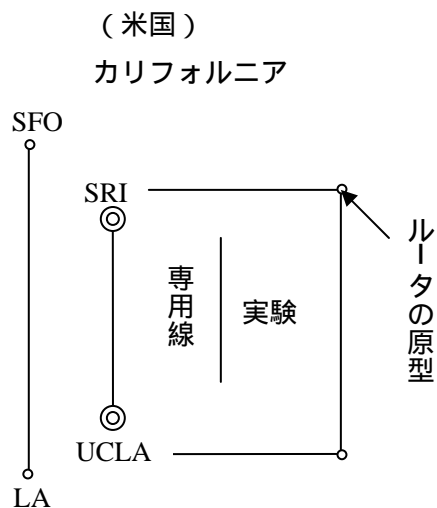 （米国）
カリフォルニア
SFO
SRI
専用線
実験
ルータの原型
UCLA
LA